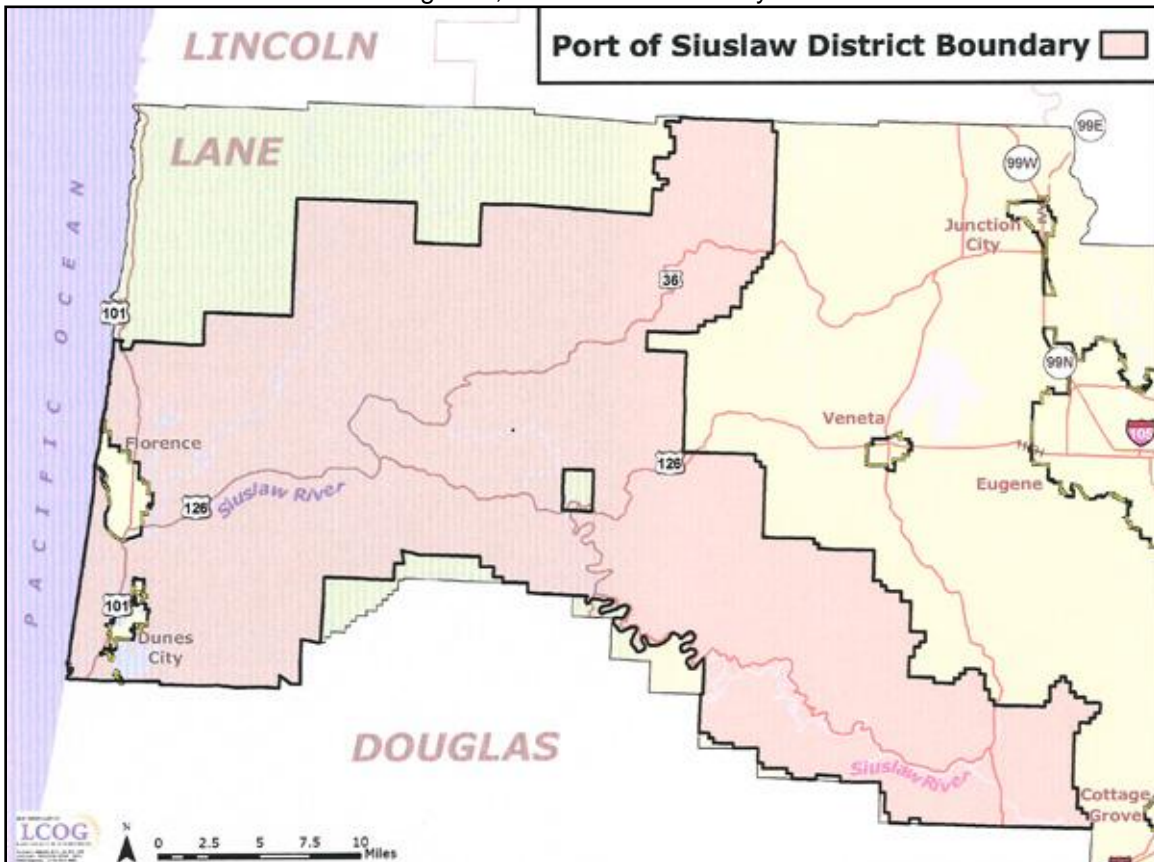 LINCOLN
Port of Siuslaw District Boundary
99E
LANE
99W
Junction
City
36
101
PACIFIC OCEAN
99N
Veneta
105
Florence
126
126
Siuslaw River
Eugene
101
Dunes
City
DOUGLAS
Siuslaw River
Cottage
Grove
LCOG
N
0 2.5 5 7.5 10
Miles